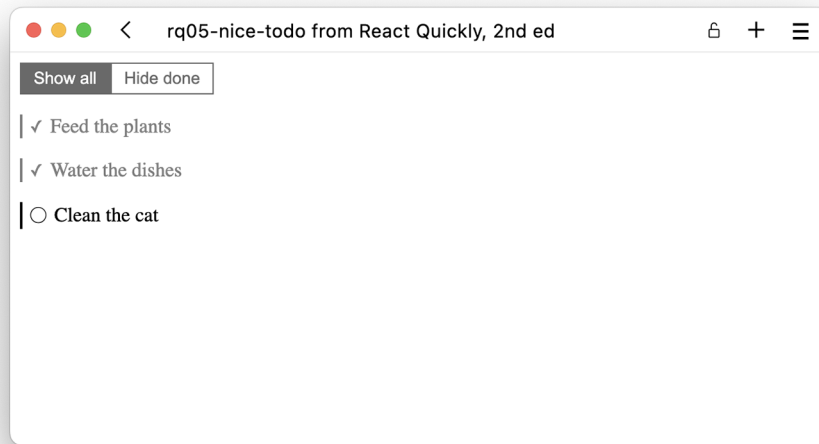 rq05-nice-todo from React Quickly, 2nd ed
Show all Hide done
✓ Feed the plants
✓ Water the dishes
○ Clean the cat